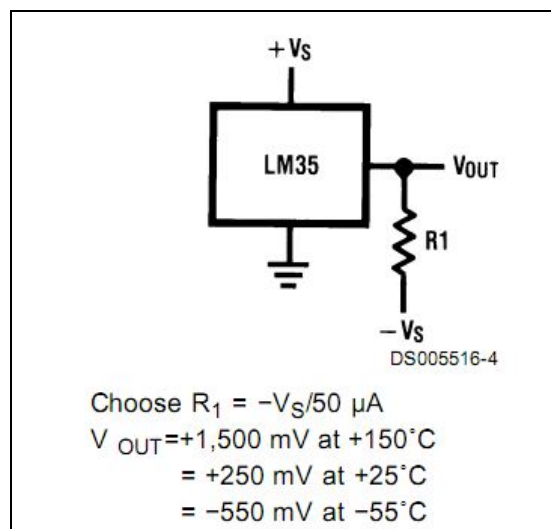 +VS
LM35
VOUT
R1
−VS
DS005516-4
Choose R1 = −VS/50 µA
V OUT=+1,500 mV at +150°C
= +250 mV at +25°C
= −550 mV at −55°C